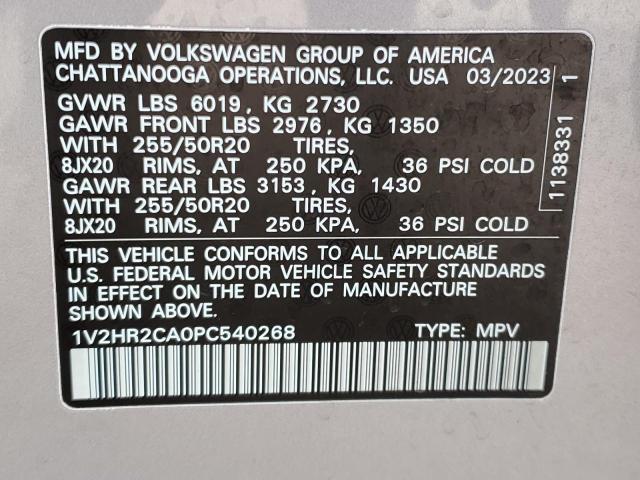 MFD BY VOLKSWAGEN GROUP OF AMERICA
CHATTANOOGA OPERATIONS, LLC. USA 03/2023
GVWR LBS 6019, KG 2730
GAWR FRONT LBS 2976, KG 1350
WITH 255/50R20 TIRES,
8JX20 RIMS, AT 250 KPA, 36 PSI COLD
GAWR REAR LBS 3153, KG 1430
WITH 255/50R20 TIRES,
8JX20 RIMS, AT 250 KPA, 36 PSI COLD
THIS VEHICLE CONFORMS TO ALL APPLICABLE
U.S. FEDERAL MOTOR VEHICLE SAFETY STANDARDS
IN EFFECT ON THE DATE OF MANUFACTURE
SHOWN ABOVE.
1V2HR2CA0PC540268 TYPE: MPV
1138331 1